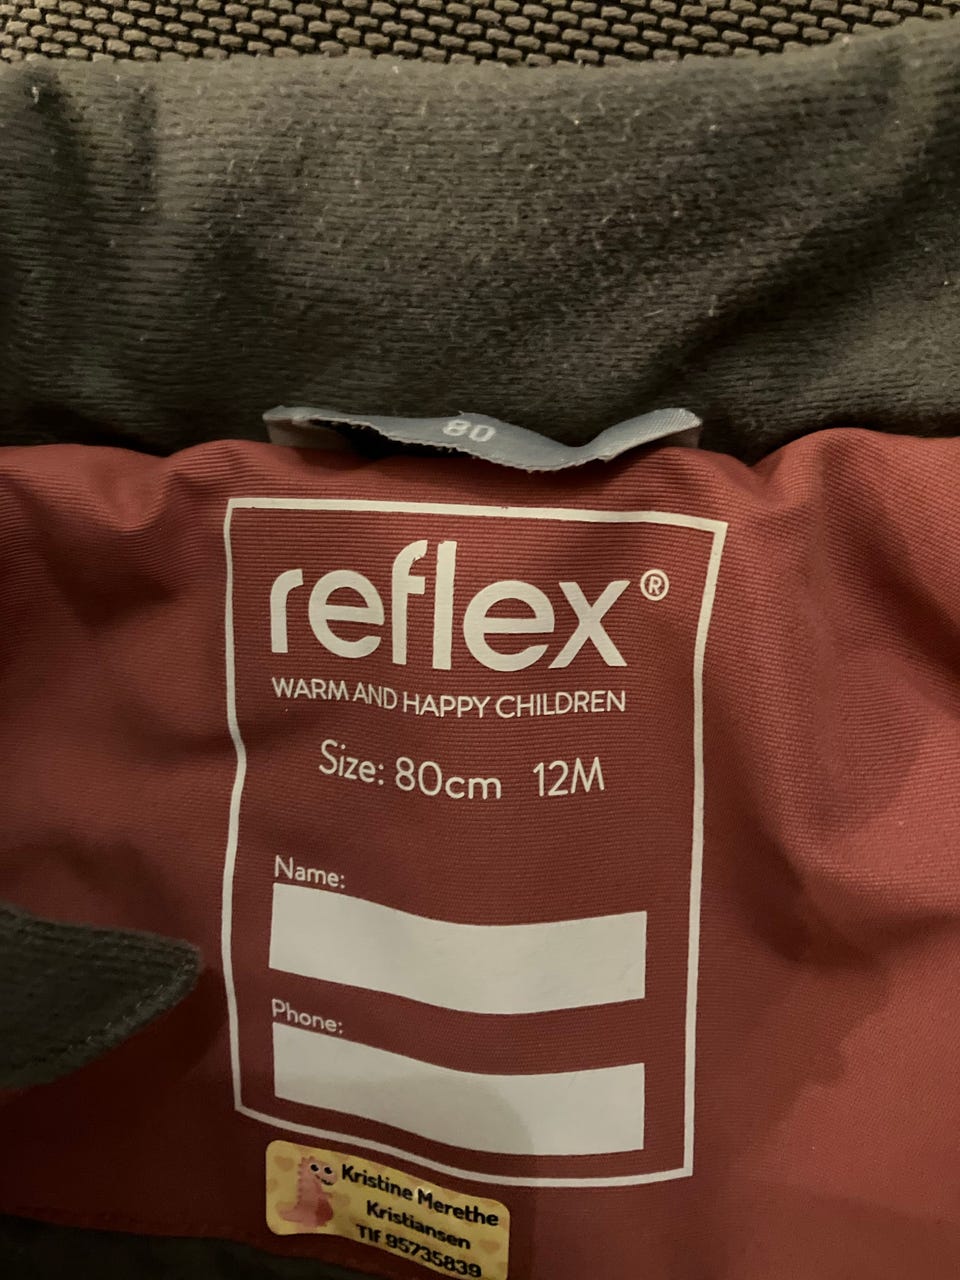 80
reflex®
WARM AND HAPPY CHILDREN
Size: 80cm 12M
Name:
Phone:
Kristine Merethe
Kristiansen
Tlf 95735839